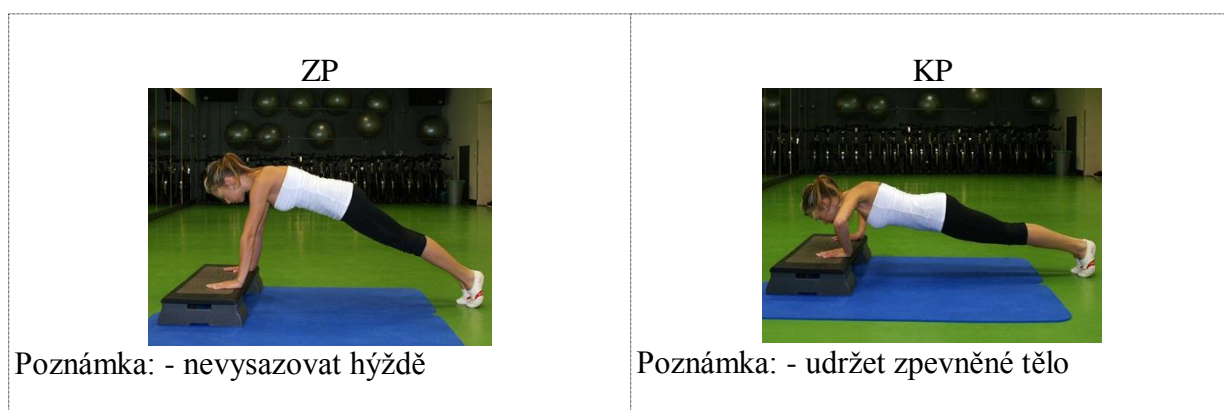 ZP
KP
Poznámka: - nevysazovat hýždě
Poznámka: - udržet zpevněné tělo